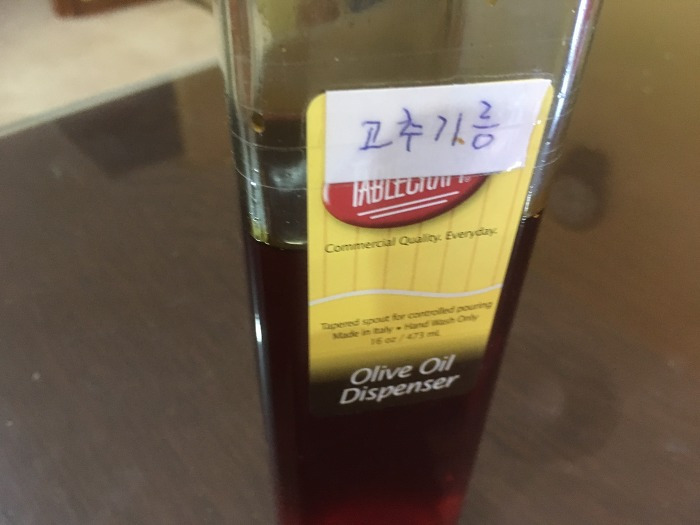 고추기름
TABLECRAFT
Commercial Quality. Everyday.
Tapered spout for controlled pouring
Made in Italy • Hand Wash Only
16 oz / 473 mL
Olive Oil
Dispenser